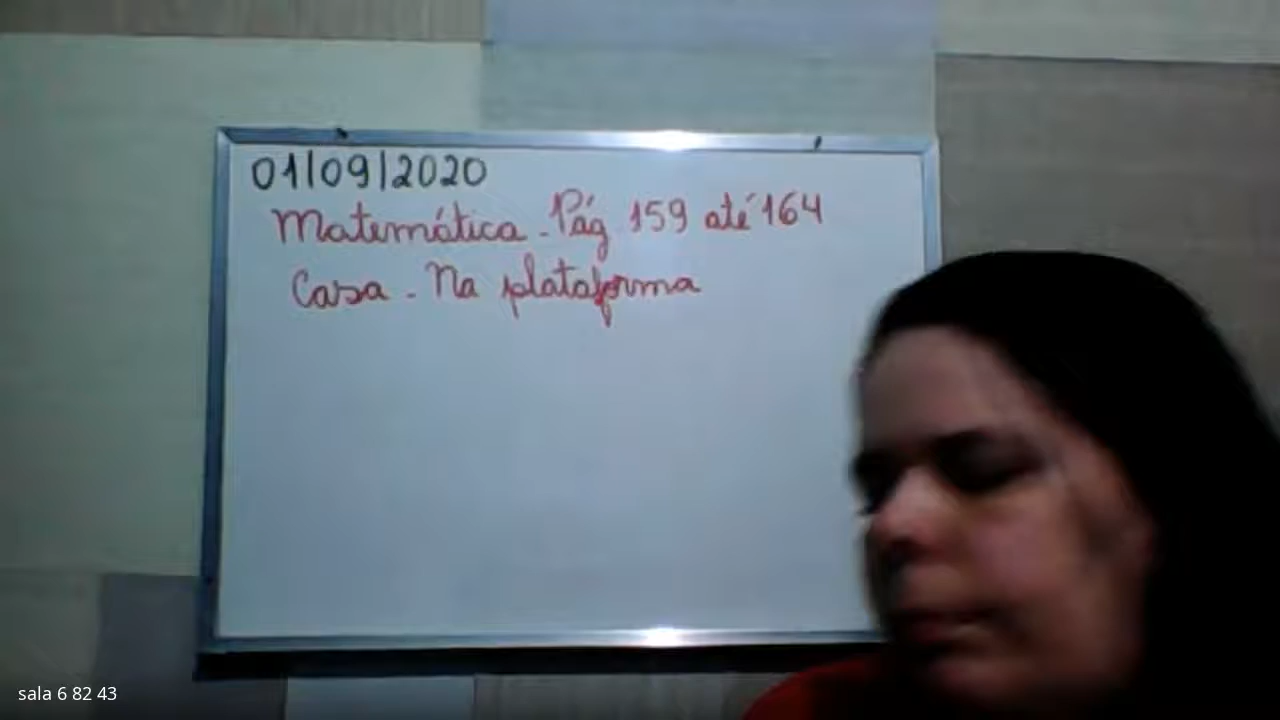 01/09/2020
Matemática - Pág 159 até 164
Casa - Na plataforma
sala 6 82 43